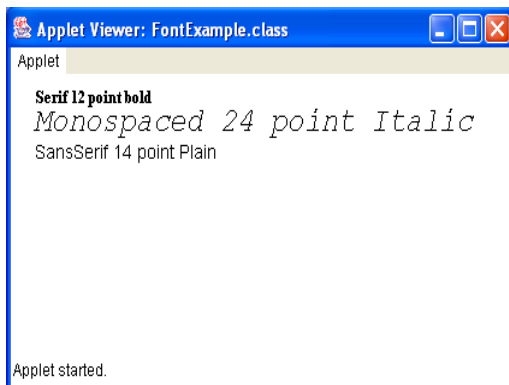 Applet Viewer: FontExample.class
Applet
Serif 12 point bold
Monospaced 24 point Italic
SansSerif 14 point Plain
Applet started.